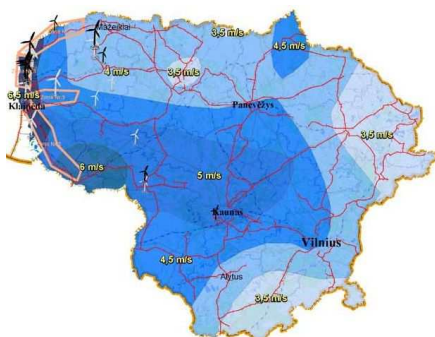 Mažeikiai
3,5 m/s
4,5 m/s
4 m/s
3,5 m/s
6,5 m/s
Klaipėda
Panevėžys
3,5 m/s
6 m/s
5 m/s
Kaunas
Vilnius
4,5 m/s
Alytus
3,5 m/s